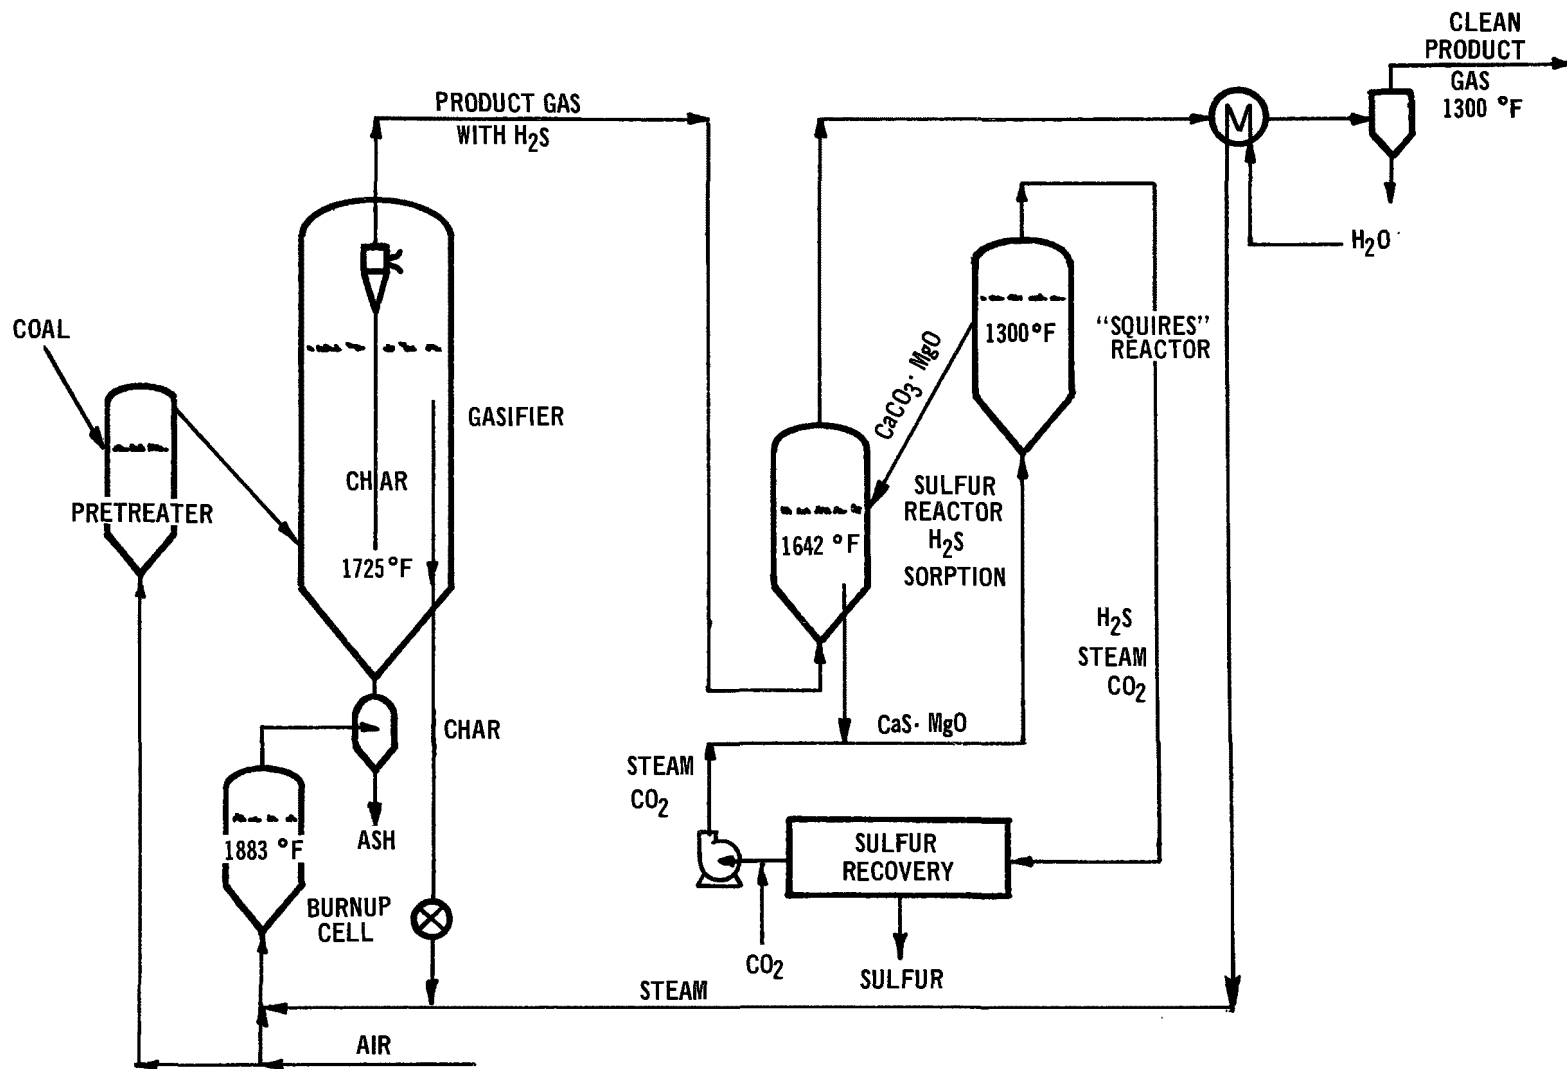 CLEAN
PRODUCT
GAS
1300 °F
PRODUCT GAS
WITH H₂S
H₂O
COAL
1300°F
"SQUIRES"
REACTOR
CaCO₃· MgO
GASIFIER
CHAR
PRETREATER
SULFUR
REACTOR
H₂S
SORPTION
1642 °F
1725°F
H₂S
STEAM
CO₂
CHAR
CaS· MgO
STEAM
CO₂
ASH
1883 °F
SULFUR
RECOVERY
BURNUP
CELL
CO₂
SULFUR
STEAM
AIR